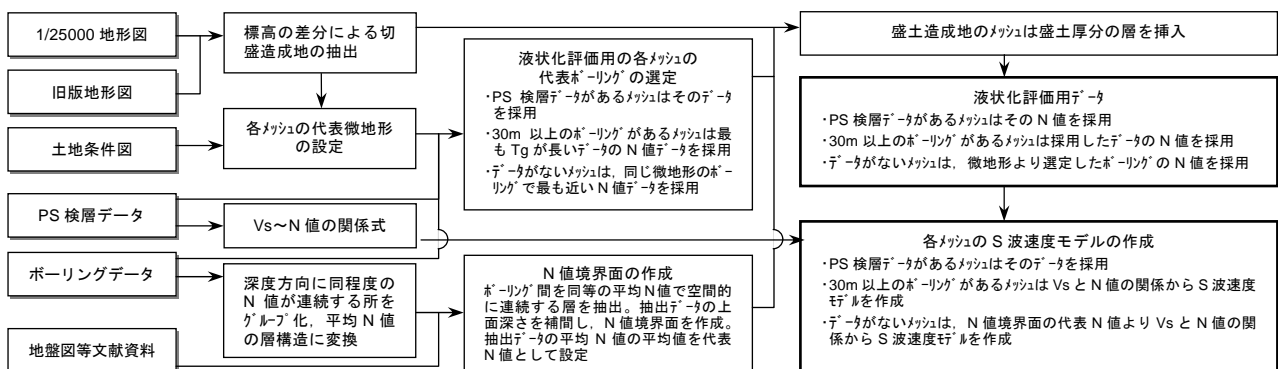 1/25000 地形図
旧版地形図
土地条件図
PS 検層データ
ボーリングデータ
地盤図等文献資料
標高の差分による切
盛造成地の抽出
各メッシュの代表微地形
の設定
Vs～N 値の関係式
深度方向に同程度の
N 値が連続する所を
グループ化，平均 N 値
の層構造に変換
液状化評価用の各メッシュの
代表ボーリングの選定
・PS 検層データがあるメッシュはそのデータ
を採用
・30m 以上のボーリングがあるメッシュは最
も Tg が長いデータの N 値データを採用
・データがないメッシュは，同じ微地形のボー
リングで最も近い N 値データを採用
N 値境界面の作成
ボーリング間を同等の平均 N 値で空間的
に連続する層を抽出。抽出データの上
面深さを補間し，N 値境界面を作成。
抽出データの平均 N 値の平均値を代表
N 値として設定
盛土造成地のメッシュは盛土厚分の層を挿入
液状化評価用データ
・PS 検層データがあるメッシュはその N 値を採用
・30m 以上のボーリングがあるメッシュは採用したデータの N 値を採用
・データがないメッシュは，微地形より選定したボーリングの N 値を採用
各メッシュの S 波速度モデルの作成
・PS 検層データがあるメッシュはそのデータを採用
・30m 以上のボーリングがあるメッシュは Vs と N 値の関係から S 波速度
モデルを作成
・データがないメッシュは，N 値境界面の代表 N 値より Vs と N 値の関
係から S 波速度モデルを作成